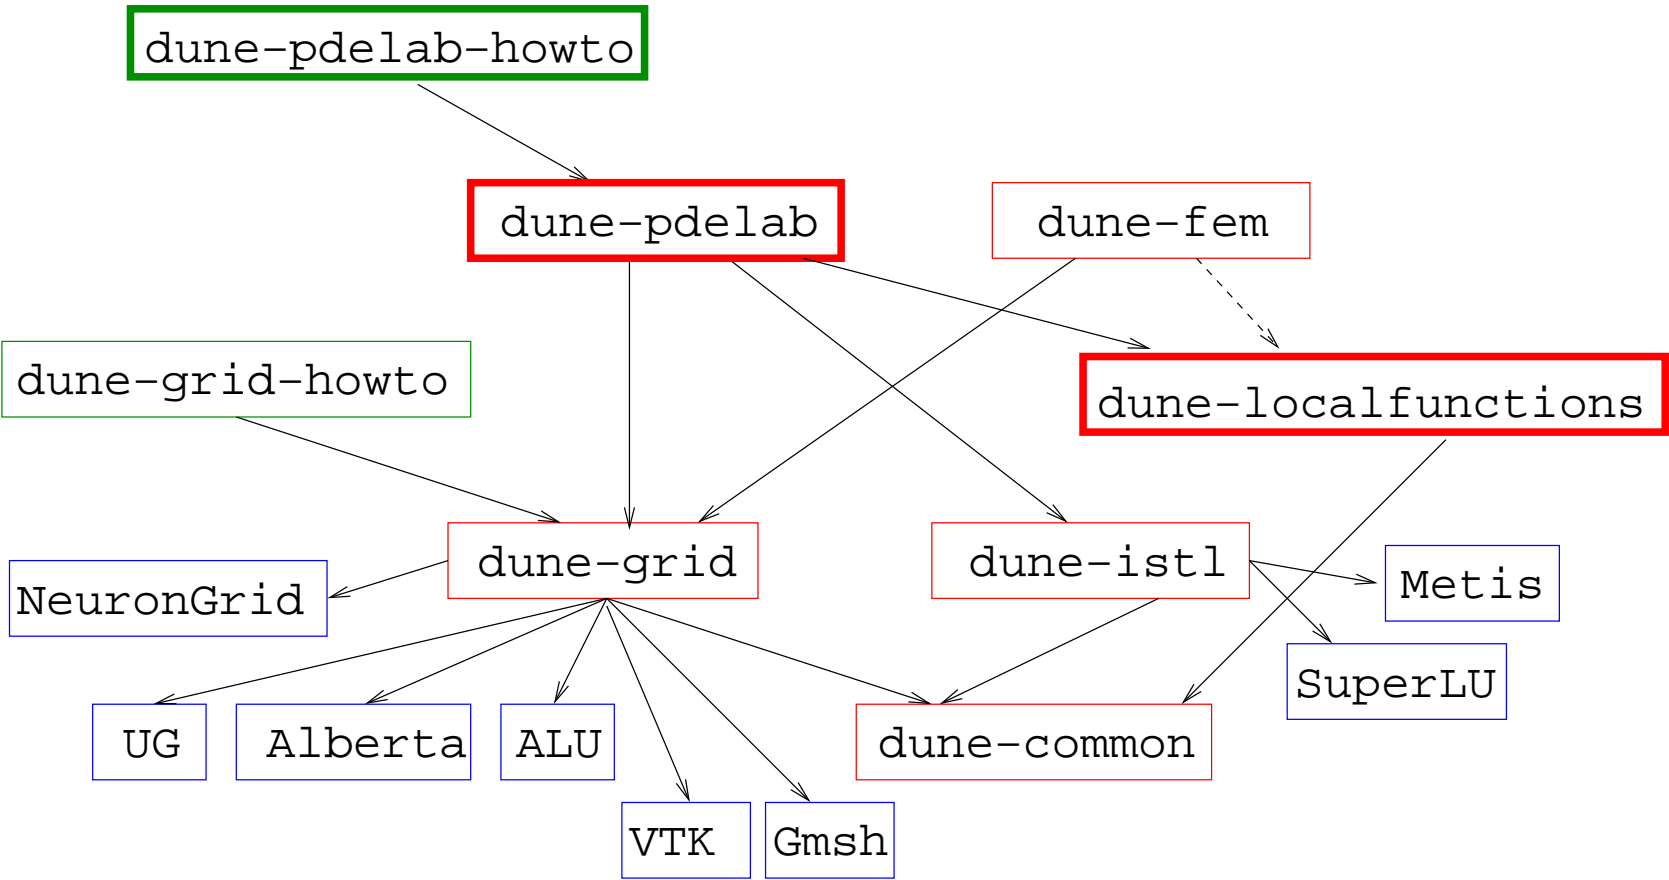 dune-pdelab-howto
dune-pdelab
dune-fem
dune-grid-howto
dune-localfunctions
dune-grid
dune-istl
Metis
NeuronGrid
SuperLU
UG
Alberta
ALU
dune-common
VTK
Gmsh